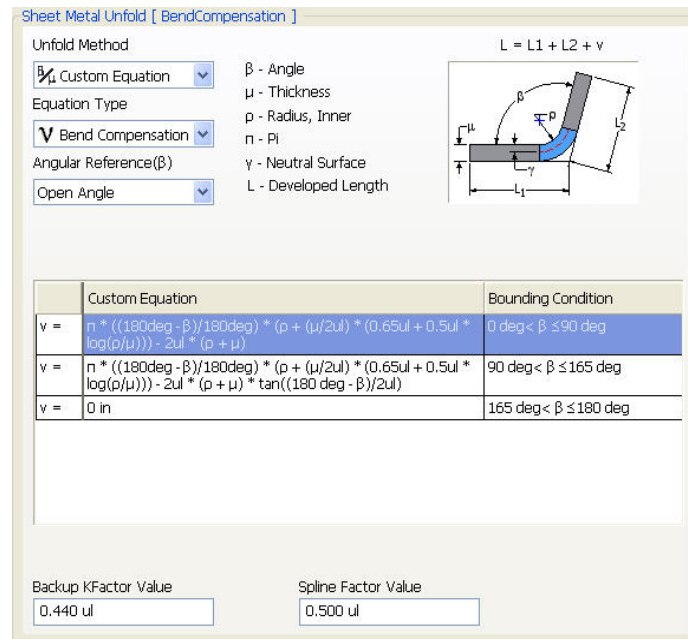 Sheet Metal Unfold [ BendCompensation ]
Unfold Method
β/μ Custom Equation
Equation Type
V Bend Compensation
Angular Reference(β)
Open Angle
β - Angle
μ - Thickness
ρ - Radius, Inner
π - Pi
γ - Neutral Surface
L - Developed Length
L = L1 + L2 + v
β
ρ
μ
L2
γ
L1
Custom Equation Bounding Condition
v = π * ((180deg - β)/180deg) * (ρ + (μ/2ul) * (0.65ul + 0.5ul * 0 deg< β ≤90 deg
log(ρ/μ))) - 2ul * (ρ + μ)
v = π * ((180deg - β)/180deg) * (ρ + (μ/2ul) * (0.65ul + 0.5ul * 90 deg< β ≤165 deg
log(ρ/μ))) - 2ul * (ρ + μ) * tan((180 deg - β)/2ul)
v = 0 in 165 deg< β ≤180 deg
Backup KFactor Value
0.440 ul
Spline Factor Value
0.500 ul